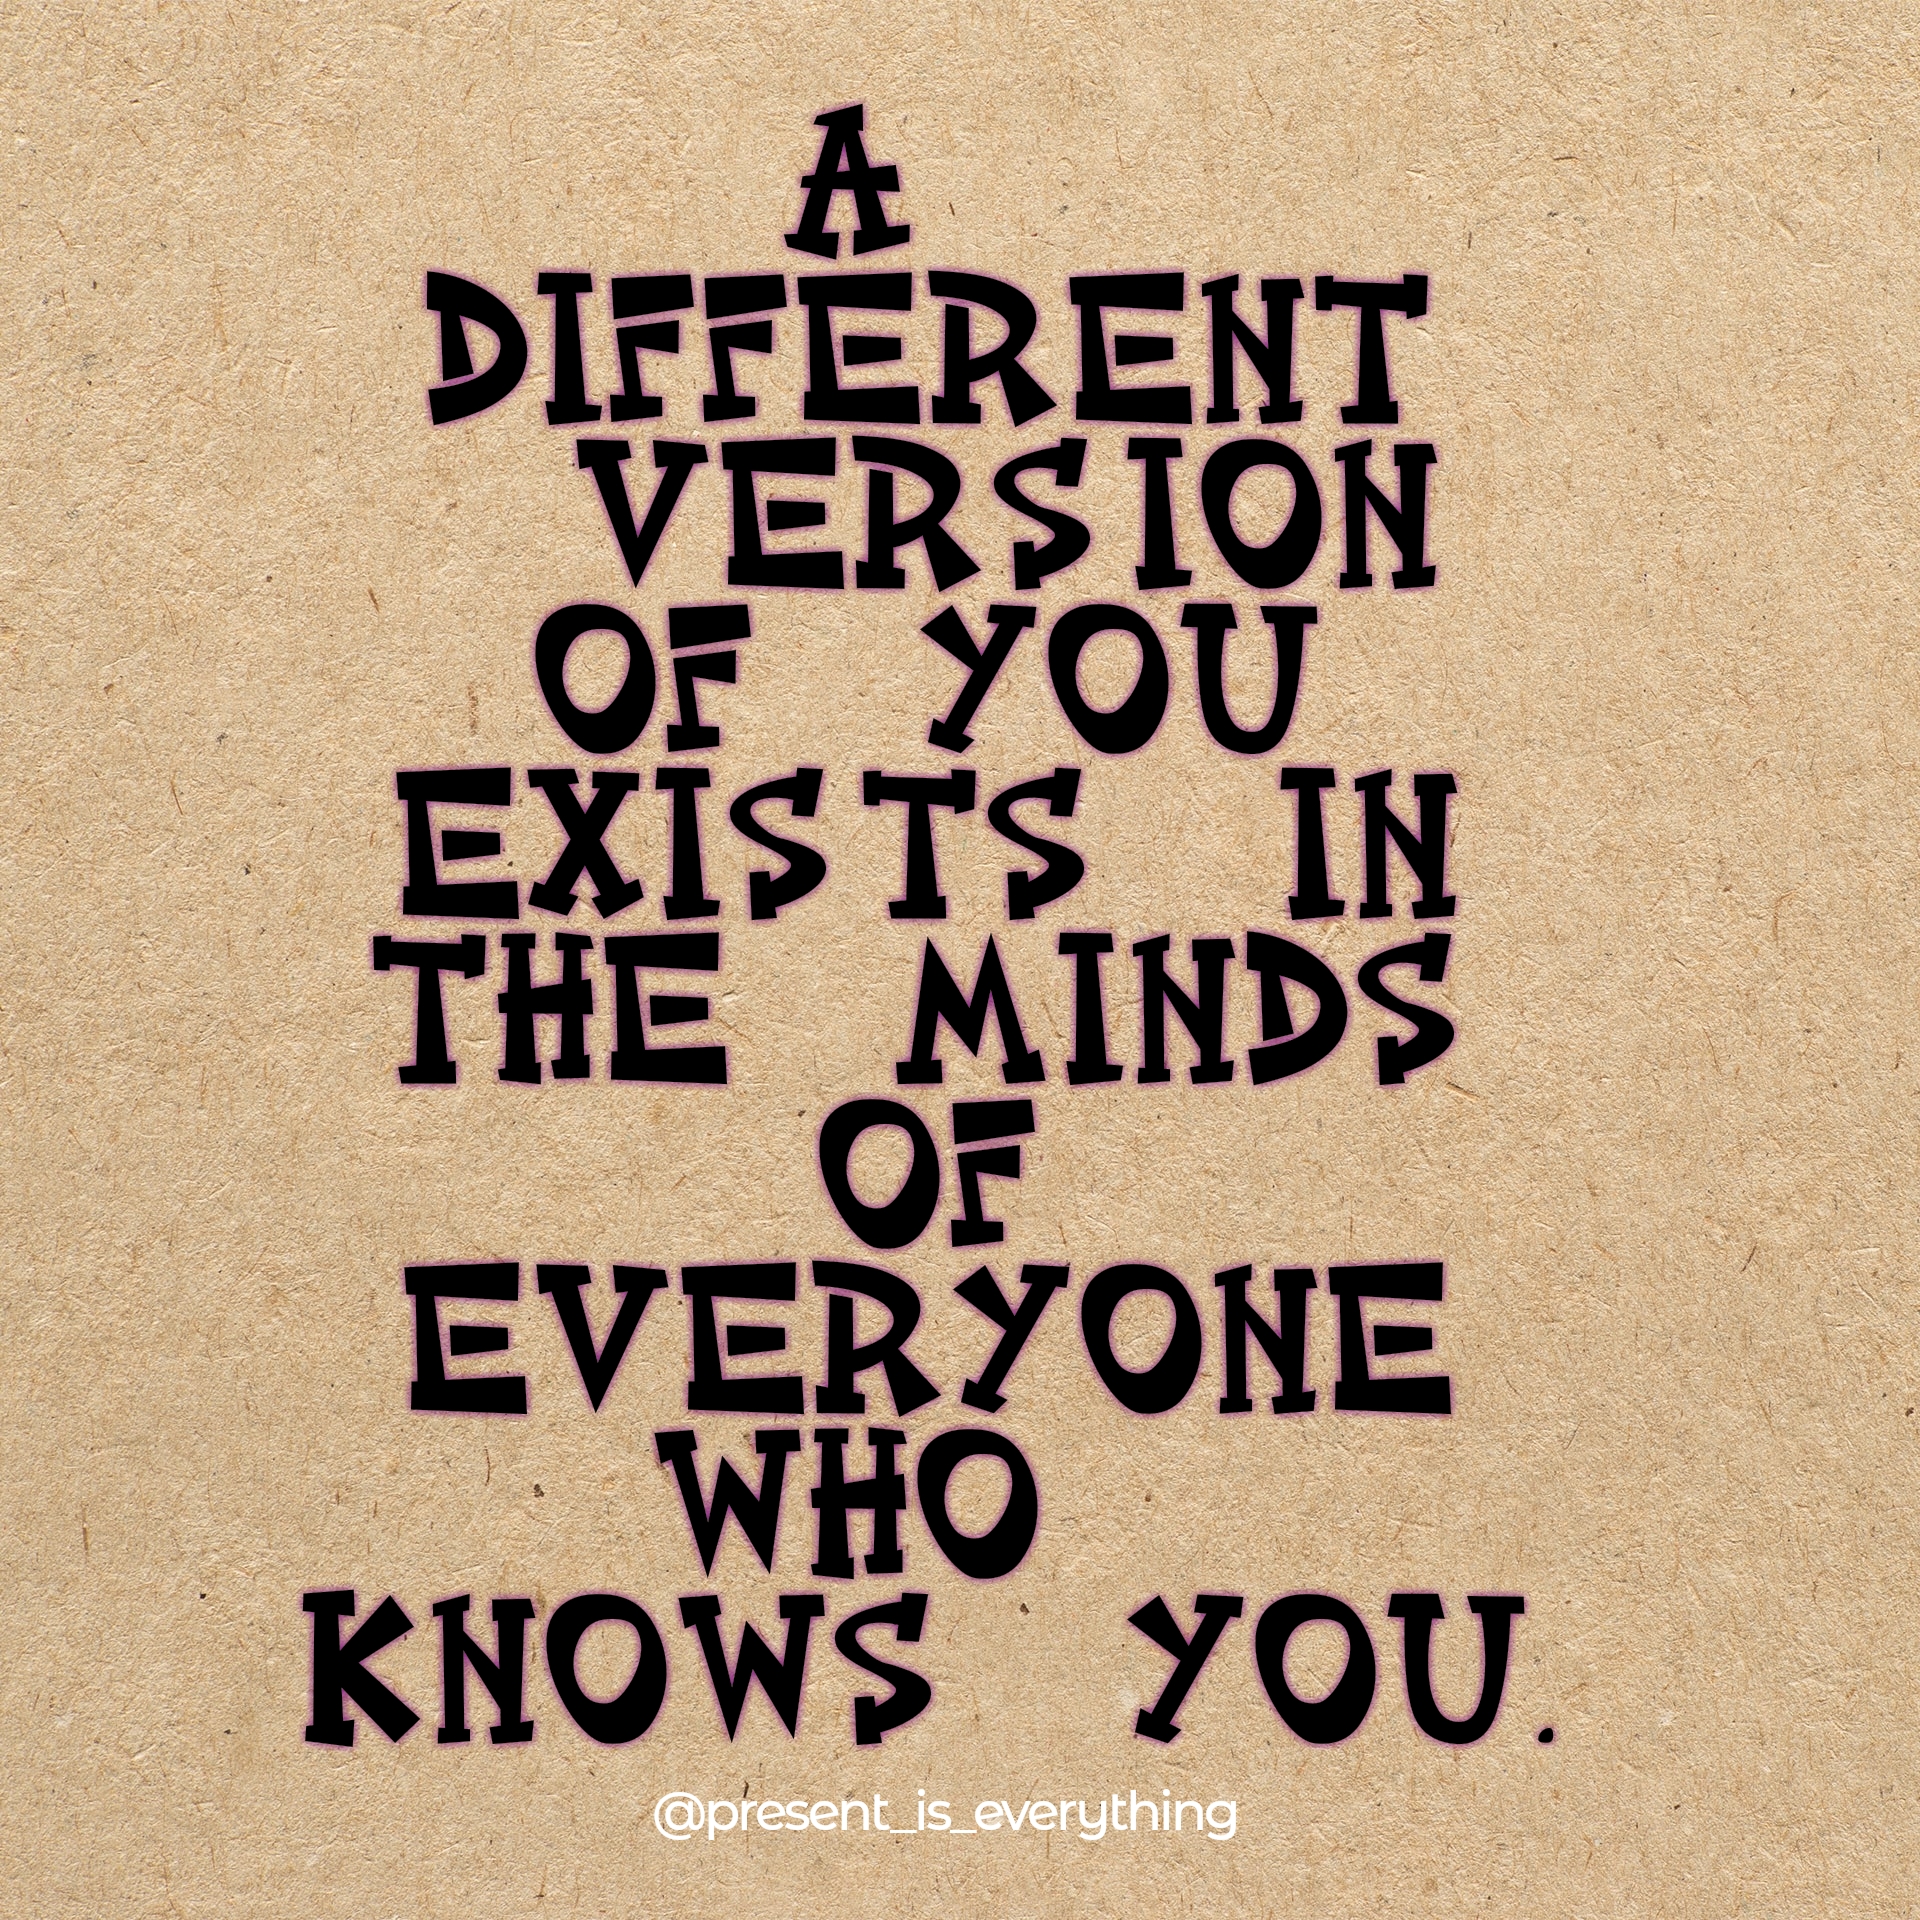 A
DIFFERENT
VERSION
OF YOU
EXISTS IN
THE MINDS
OF
EVERYONE
WHO
KNOWS YOU.
@present_is_everything